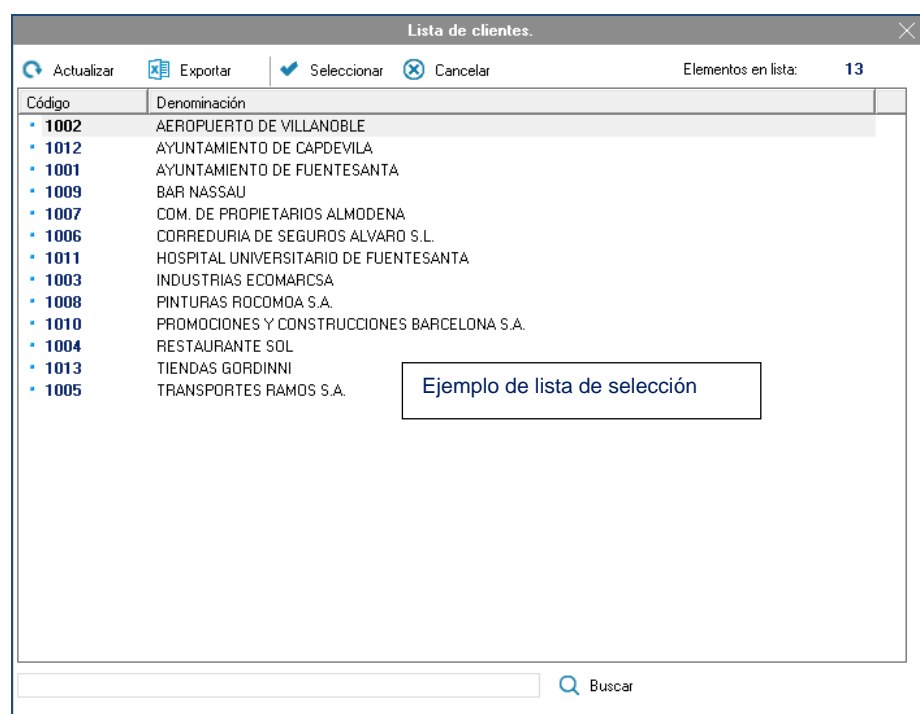 Lista de clientes.
Actualizar Exportar Seleccionar Cancelar Elementos en lista: 13
Código Denominación
1002 AEROPUERTO DE VILLANOBLE
1012 AYUNTAMIENTO DE CAPDEVILA
1001 AYUNTAMIENTO DE FUENTESANTA
1009 BAR NASSAU
1007 COM. DE PROPIETARIOS ALMODENA
1006 CORREDURIA DE SEGUROS ALVARO S.L.
1011 HOSPITAL UNIVERSITARIO DE FUENTESANTA
1003 INDUSTRIAS ECOMARCSA
1008 PINTURAS ROCOMOA S.A.
1010 PROMOCIONES Y CONSTRUCCIONES BARCELONA S.A.
1004 RESTAURANTE SOL
1013 TIENDAS GORDINNI
1005 TRANSPORTES RAMOS S.A.
Ejemplo de lista de selección
Buscar